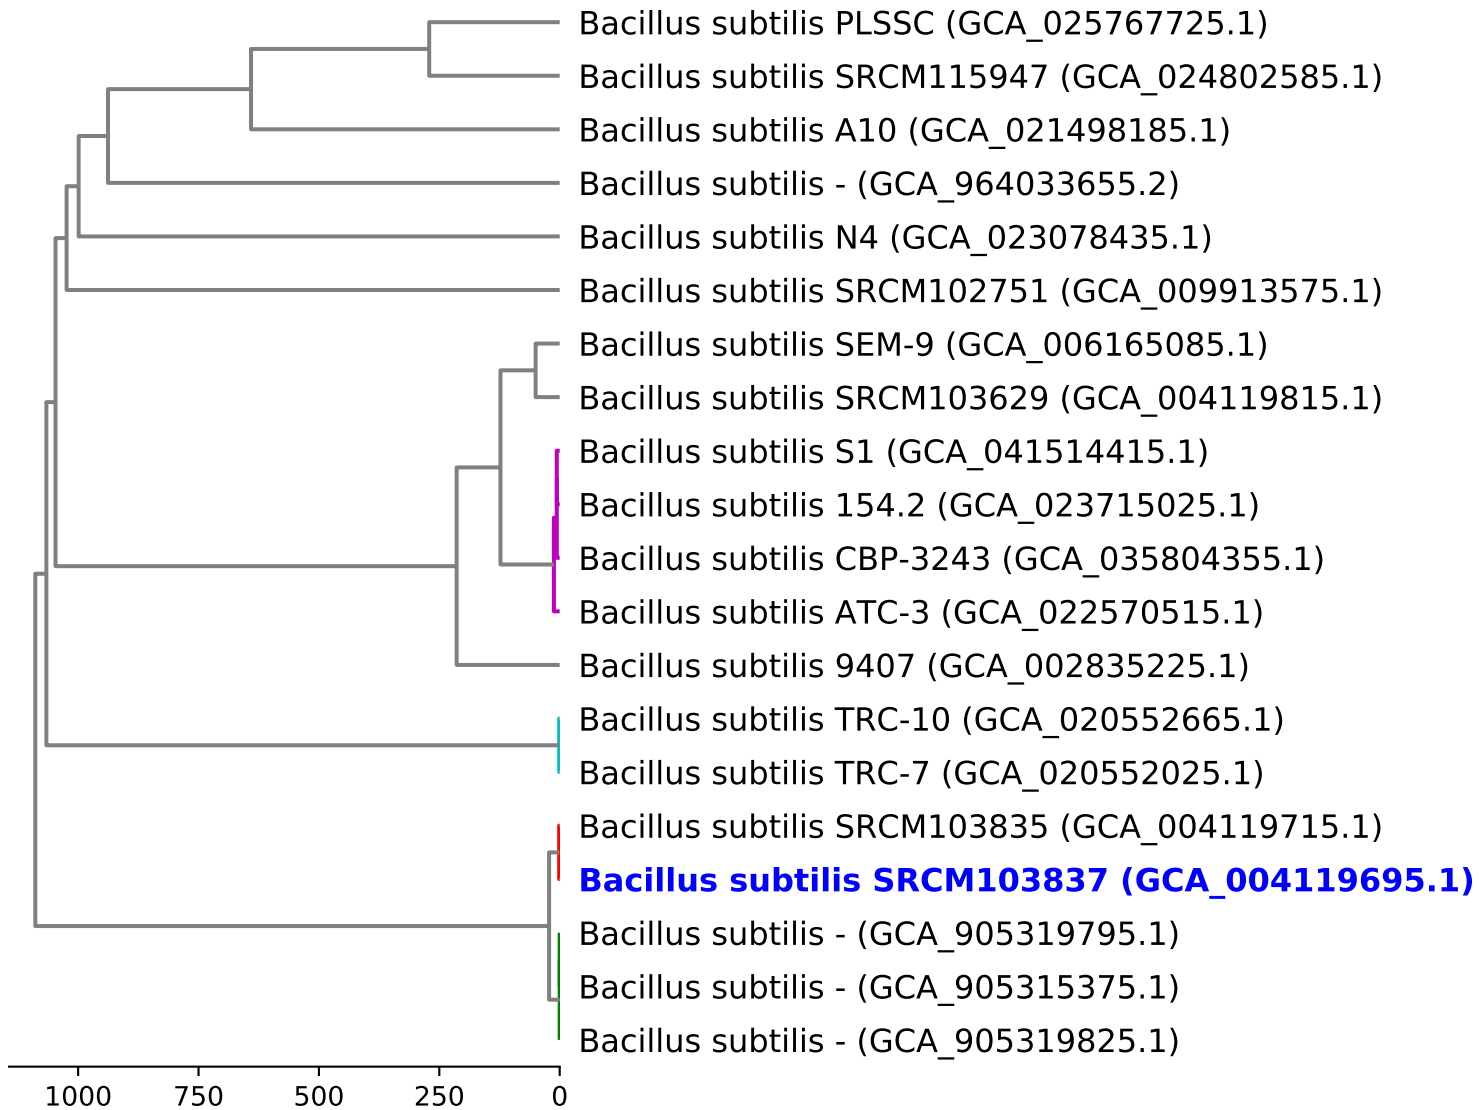 Bacillus subtilis PLSSC (GCA_025767725.1)
Bacillus subtilis SRCM115947 (GCA_024802585.1)
Bacillus subtilis A10 (GCA_021498185.1)
Bacillus subtilis - (GCA_964033655.2)
Bacillus subtilis N4 (GCA_023078435.1)
Bacillus subtilis SRCM102751 (GCA_009913575.1)
Bacillus subtilis SEM-9 (GCA_006165085.1)
Bacillus subtilis SRCM103629 (GCA_004119815.1)
Bacillus subtilis S1 (GCA_041514415.1)
Bacillus subtilis 154.2 (GCA_023715025.1)
Bacillus subtilis CBP-3243 (GCA_035804355.1)
Bacillus subtilis ATC-3 (GCA_022570515.1)
Bacillus subtilis 9407 (GCA_002835225.1)
Bacillus subtilis TRC-10 (GCA_020552665.1)
Bacillus subtilis TRC-7 (GCA_020552025.1)
Bacillus subtilis SRCM103835 (GCA_004119715.1)
Bacillus subtilis SRCM103837 (GCA_004119695.1)
Bacillus subtilis - (GCA_905319795.1)
Bacillus subtilis - (GCA_905315375.1)
Bacillus subtilis - (GCA_905319825.1)
1000 750 500 250 0